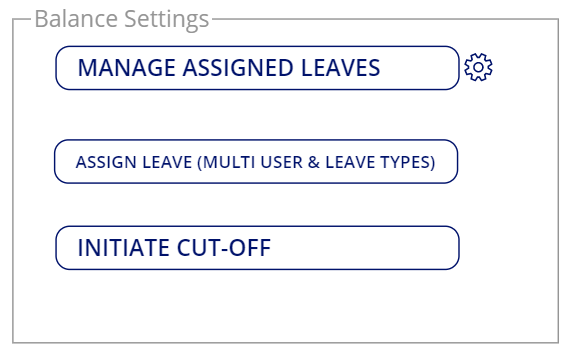 Balance Settings
MANAGE ASSIGNED LEAVES
ASSIGN LEAVE (MULTI USER & LEAVE TYPES)
INITIATE CUT-OFF